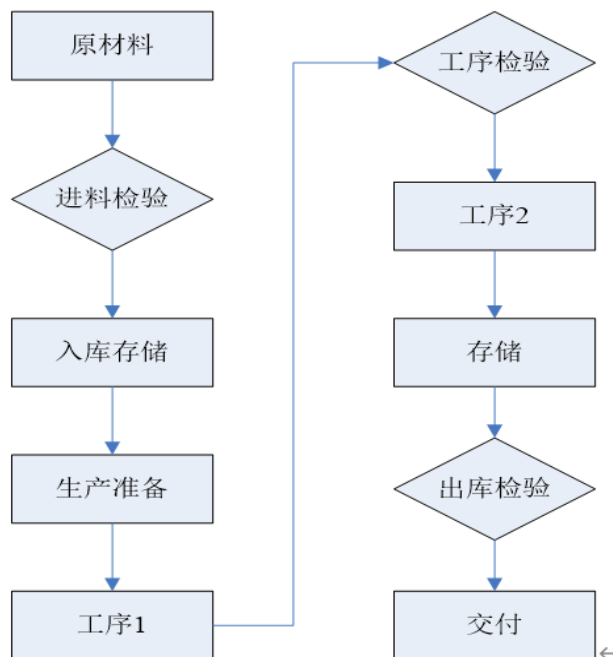 原材料
进料检验
入库存储
生产准备
工序1
工序检验
工序2
存储
出库检验
交付